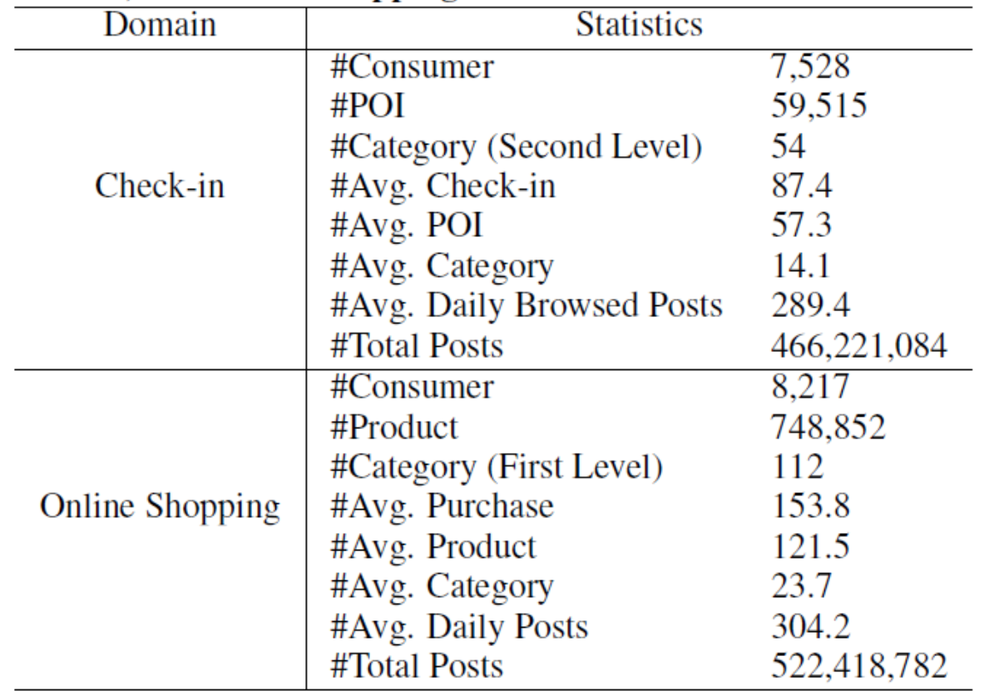 Domain Statistics
#Consumer 7,528
#POI 59,515
#Category (Second Level) 54
Check-in #Avg. Check-in 87.4
#Avg. POI 57.3
#Avg. Category 14.1
#Avg. Daily Browsed Posts 289.4
#Total Posts 466,221,084
#Consumer 8,217
#Product 748,852
#Category (First Level) 112
Online Shopping #Avg. Purchase 153.8
#Avg. Product 121.5
#Avg. Category 23.7
#Avg. Daily Posts 304.2
#Total Posts 522,418,782